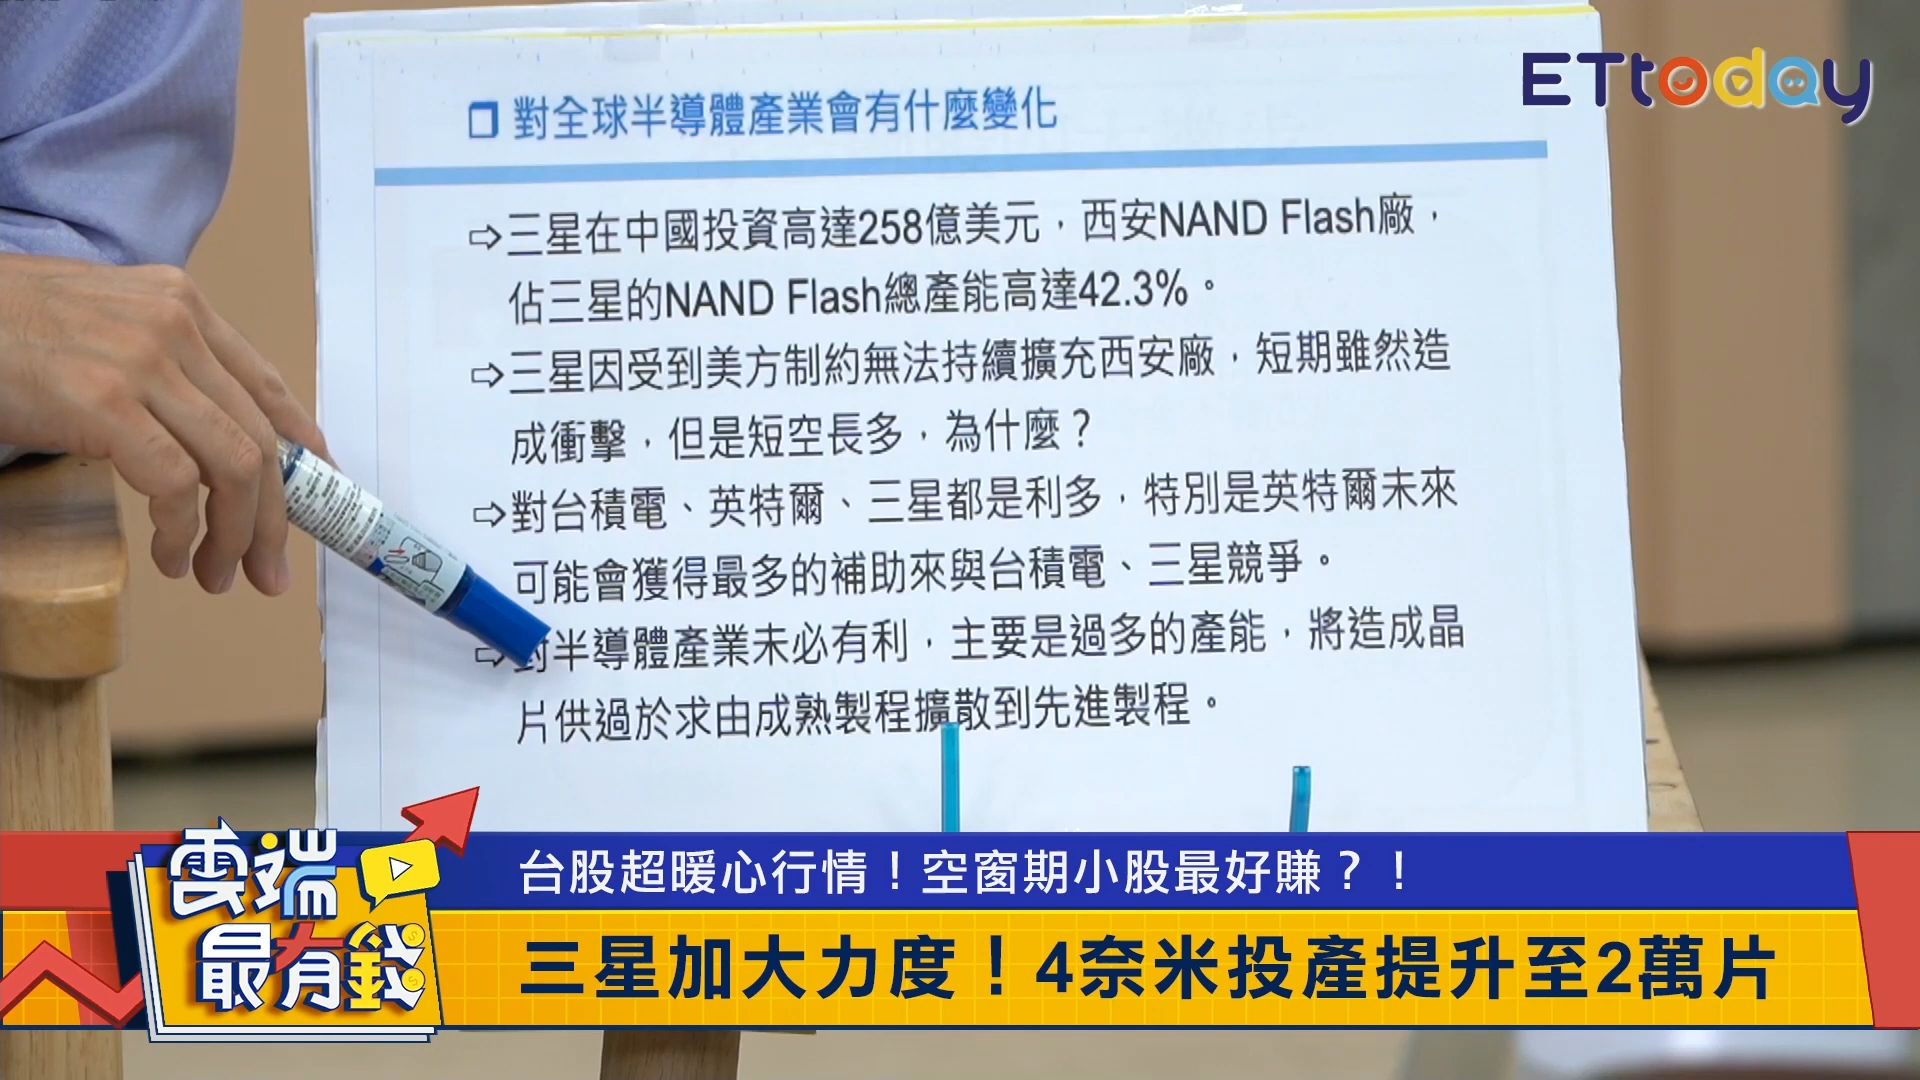 ETtoday
對全球半導體產業會有什麼變化
⇨三星在中國投資高達258億美元，西安NAND Flash廠，
佔三星的NAND Flash總產能高達42.3%。
⇨三星因受到美方制約無法持續擴充西安廠，短期雖然造
成衝擊，但是短空長多，為什麼？
⇨對台積電、英特爾、三星都是利多，特別是英特爾未來
可能會獲得最多的補助來與台積電、三星競爭。
⇨對半導體產業未必有利，主要是過多的產能，將造成晶
片供過於求由成熟製程擴散到先進製程。
雲端
最有錢
台股超暖心行情！空窗期小股最好賺？！
三星加大力度！4奈米投產提升至2萬片